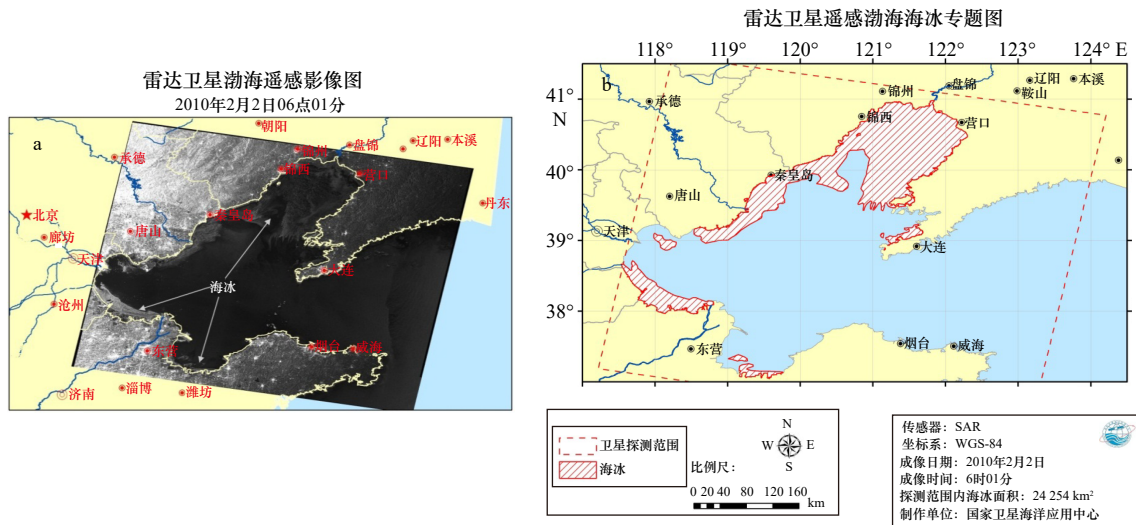 雷达卫星渤海遥感影像图
2010年2月2日06点01分
a
朝阳
承德
锦州
盘锦
辽阳
本溪
锦西
营口
北京
秦皇岛
丹东
廊坊
唐山
天津
大连
海冰
沧州
东营
烟台
威海
济南
淄博
潍坊
雷达卫星遥感渤海海冰专题图
118° 119° 120° 121° 122° 123° 124° E
b
41°
N
40°
39°
38°
承德
锦州
盘锦
辽阳
本溪
鞍山
锦西
营口
秦皇岛
唐山
天津
大连
东营
烟台
威海
卫星探测范围
海冰
N
W E
S
比例尺:
0 20 40 80 120 160
km
传感器: SAR
坐标系: WGS-84
成像日期: 2010年2月2日
成像时间: 6时01分
探测范围内海冰面积: 24 254 km²
制作单位: 国家卫星海洋应用中心